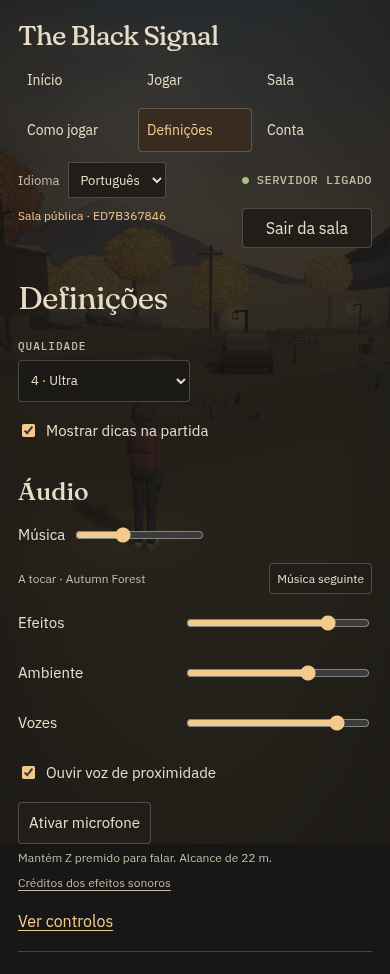 The Black Signal
Início
Jogar
Sala
Como jogar
Definições
Conta
Idioma
Português
SERVIDOR LIGADO
Sala pública · ED7B367846
Sair da sala
Definições
QUALIDADE
4 · Ultra
Mostrar dicas na partida
Áudio
Música
A tocar · Autumn Forest
Música seguinte
Efeitos
Ambiente
Vozes
Ouvir voz de proximidade
Ativar microfone
Mantém Z premido para falar. Alcance de 22 m.
Créditos dos efeitos sonoros
Ver controlos